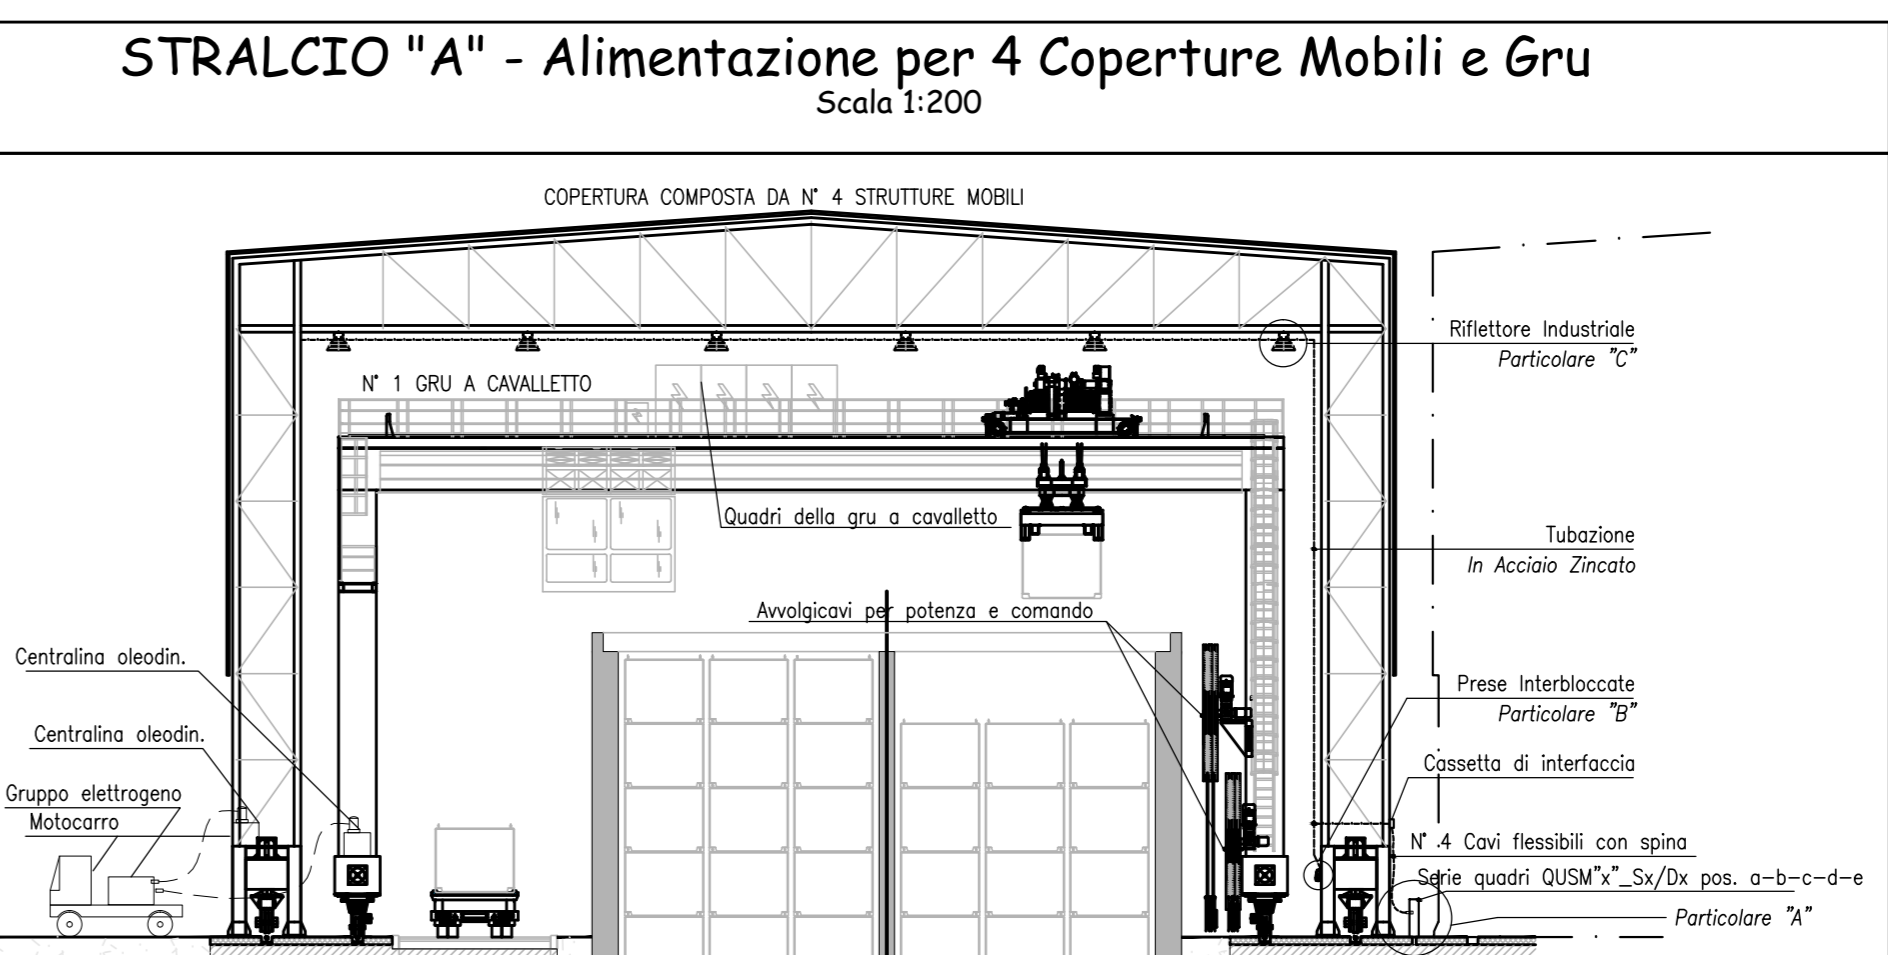 STRALCIO "A" - Alimentazione per 4 Coperture Mobili e Gru
Scala 1:200
COPERTURA COMPOSTA DA N° 4 STRUTTURE MOBILI
Riflettore Industriale
Particolare "C"
N° 1 GRU A CAVALLETTO
Quadri della gru a cavalletto
Tubazione
In Acciaio Zincato
Avvolgicavi per potenza e comando
Centralina oleodin.
Prese Interbloccate
Particolare "B"
Centralina oleodin.
Cassetta di interfaccia
Gruppo elettrogeno
Motocarro
N° 4 Cavi flessibili con spina
Serie quadri QUSM"x"_Sx/Dx pos. a-b-c-d-e
Particolare "A"